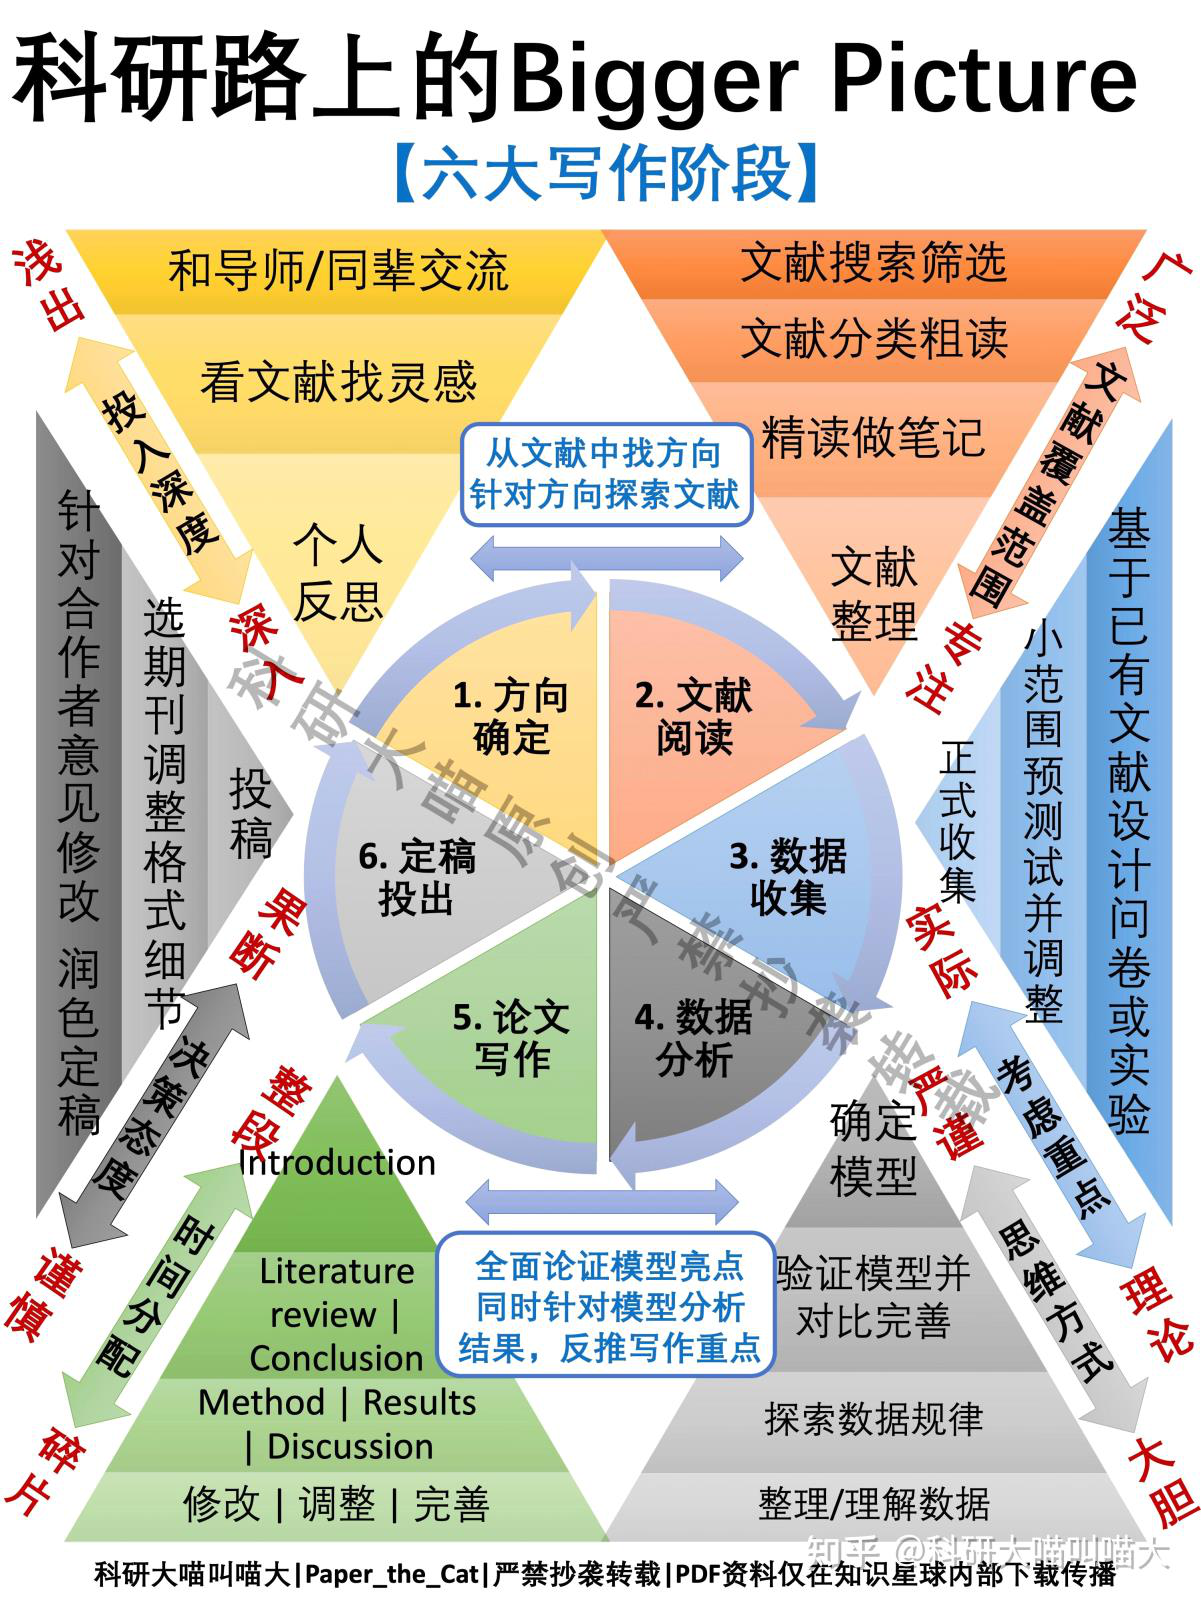 科研路上的Bigger Picture
【六大写作阶段】
和导师/同辈交流
看文献找灵感
个人
反思
浅出
投入深度
深入
文献搜索筛选
文献分类粗读
精读做笔记
文献
整理
广泛
文献覆盖范围
专注
从文献中找方向
针对方向探索文献
1. 方向
确定
2. 文献
阅读
3. 数据
收集
4. 数据
分析
5. 论文
写作
6. 定稿
投出
针对合作者意见修改 润色定稿
选期刊调整格式细节
投稿
果断
决策态度
谨慎
正式收集
小范围预测试并调整
基于已有文献设计问卷或实验
实际
考虑重点
理论
整段
时间分配
碎片
Introduction
Literature
review |
Conclusion
Method | Results
| Discussion
修改 | 调整 | 完善
全面论证模型亮点
同时针对模型分析
结果，反推写作重点
确定
模型
验证模型并
对比完善
探索数据规律
整理/理解数据
严谨
思维方式
大胆
科研大喵原创严禁抄袭转载
知乎 @科研大喵叫喵大
科研大喵叫喵大|Paper_the_Cat|严禁抄袭转载|PDF资料仅在知识星球内部下载传播